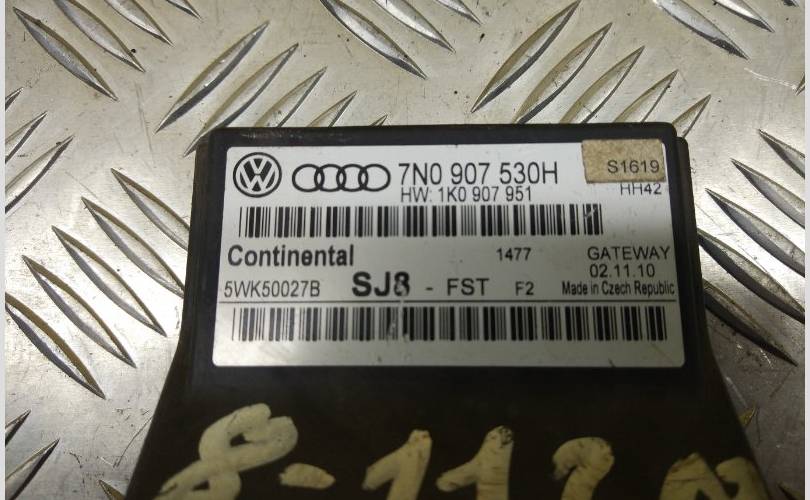 7N0 907 530H S1619
HW: 1K0 907 951 HH42
Continental 1477 GATEWAY
02.11.10
5WK50027B SJ8 - FST F2 Made in Czech Republic